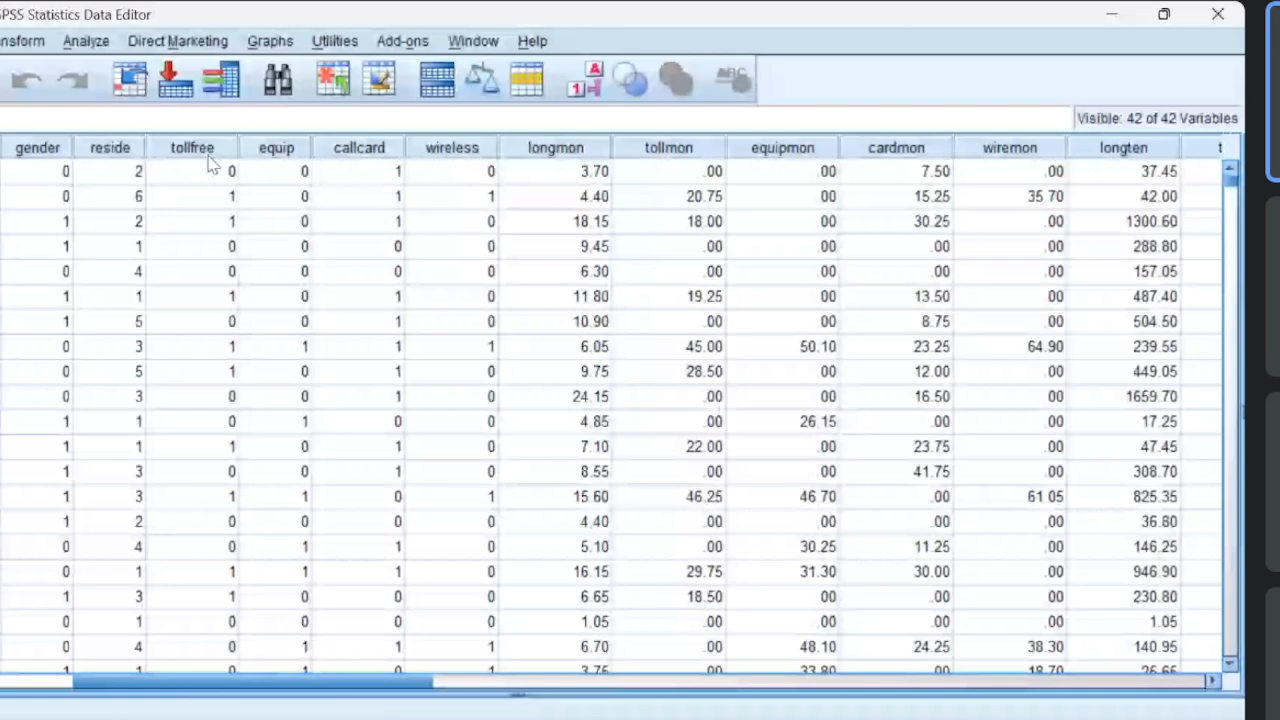 SPSS Statistics Data Editor
nsform Analyze Direct Marketing Graphs Utilities Add-ons Window Help
Visible: 42 of 42 Variables
gender reside tollfree equip callcard wireless longmon tollmon equipmon cardmon wiremon longten t
0 2 0 0 1 0 3.70 .00 .00 7.50 .00 37.45
0 6 1 0 1 1 4.40 20.75 .00 15.25 35.70 42.00
1 2 1 0 1 0 18.15 18.00 .00 30.25 .00 1300.60
1 1 0 0 0 0 9.45 .00 .00 .00 .00 288.80
0 4 0 0 0 0 6.30 .00 .00 .00 .00 157.05
1 1 1 0 1 0 11.80 19.25 .00 13.50 .00 487.40
1 5 0 0 1 0 10.90 .00 .00 8.75 .00 504.50
0 3 1 1 1 1 6.05 45.00 50.10 23.25 64.90 239.55
0 5 1 0 1 0 9.75 28.50 .00 12.00 .00 449.05
0 3 0 0 1 0 24.15 .00 .00 16.50 .00 1659.70
1 1 0 1 0 0 4.85 .00 26.15 .00 .00 17.25
1 1 1 0 1 0 7.10 22.00 .00 23.75 .00 47.45
1 3 0 0 1 0 8.55 .00 .00 41.75 .00 308.70
1 3 1 1 0 1 15.60 46.25 46.70 .00 61.05 825.35
1 2 0 0 0 0 4.40 .00 .00 .00 .00 36.80
0 4 0 1 1 0 5.10 .00 30.25 11.25 .00 146.25
0 1 1 1 1 0 16.15 29.75 31.30 30.00 .00 946.90
1 3 1 0 0 0 6.65 18.50 .00 .00 .00 230.80
0 1 0 0 0 0 1.05 .00 .00 .00 .00 1.05
0 4 0 1 1 1 6.70 .00 48.10 24.25 38.30 140.95
1 1 0 1 0 1 3.75 .00 33.80 .00 18.70